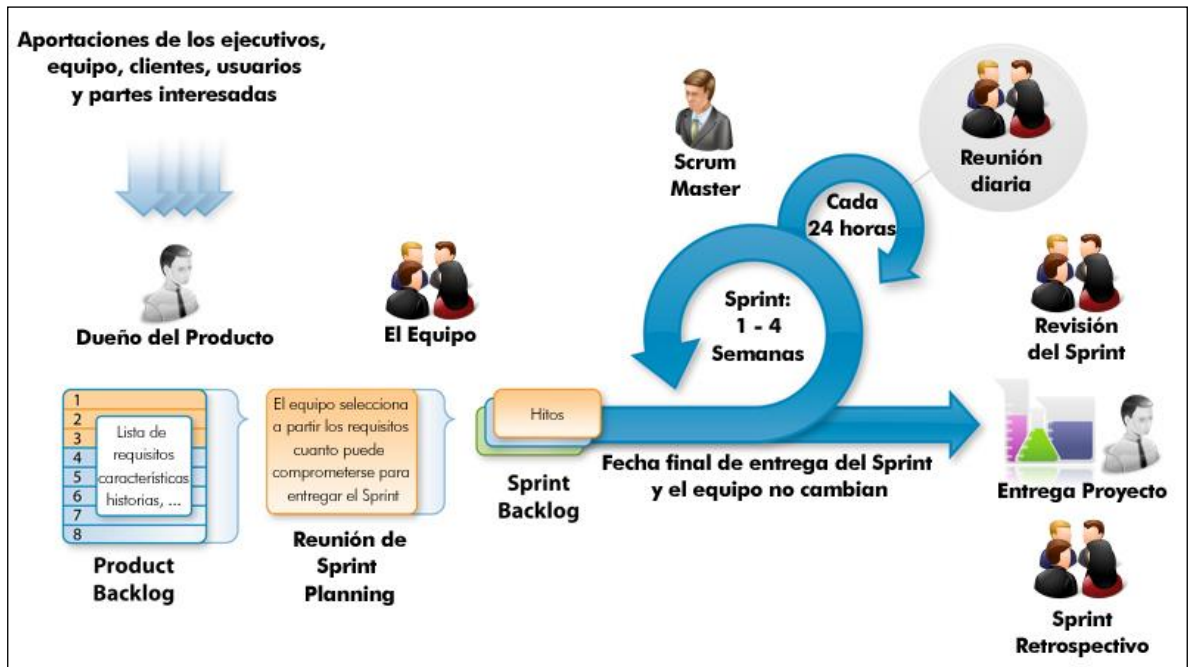 Aportaciones de los ejecutivos,
equipo, clientes, usuarios
y partes interesadas
Dueño del Producto
El Equipo
Scrum
Master
Reunión
diaria
Cada
24 horas
Sprint:
1 - 4
Semanas
Revisión
del Sprint
1
2
3
4
5
6
7
8
Lista de
requisitos
características
historias, ...
Product
Backlog
El equipo selecciona
a partir los requisitos
cuanto puede
comprometerse para
entregar el Sprint
Reunión de
Sprint
Planning
Hitos
Sprint
Backlog
Fecha final de entrega del Sprint
y el equipo no cambian
Entrega Proyecto
Sprint
Retrospectivo